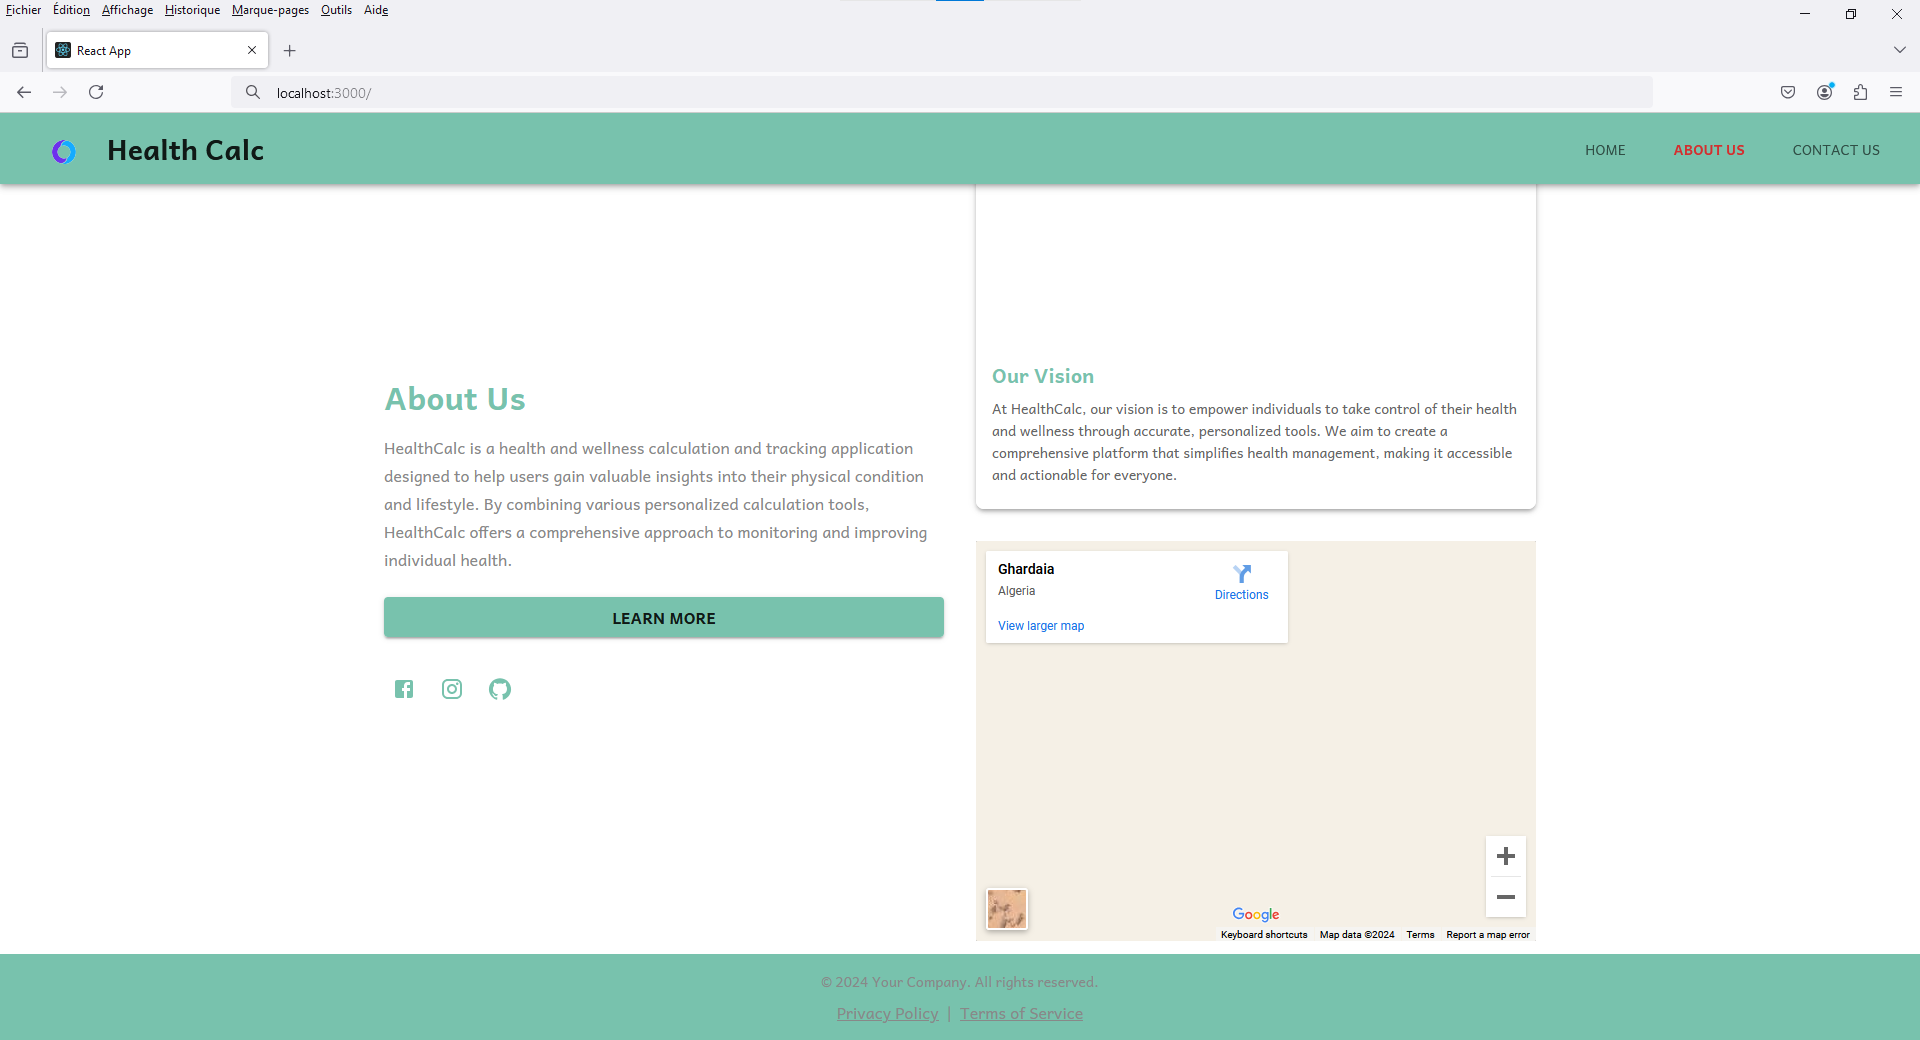 Fichier Édition Affichage Historique Marque-pages Outils Aide
React App
localhost:3000/
Health Calc
HOME
ABOUT US
CONTACT US
About Us
HealthCalc is a health and wellness calculation and tracking application
designed to help users gain valuable insights into their physical condition
and lifestyle. By combining various personalized calculation tools,
HealthCalc offers a comprehensive approach to monitoring and improving
individual health.
LEARN MORE
Our Vision
At HealthCalc, our vision is to empower individuals to take control of their health
and wellness through accurate, personalized tools. We aim to create a
comprehensive platform that simplifies health management, making it accessible
and actionable for everyone.
Ghardaia
Algeria
Directions
View larger map
Google
Keyboard shortcuts Map data ©2024 Terms Report a map error
© 2024 Your Company. All rights reserved.
Privacy Policy | Terms of Service